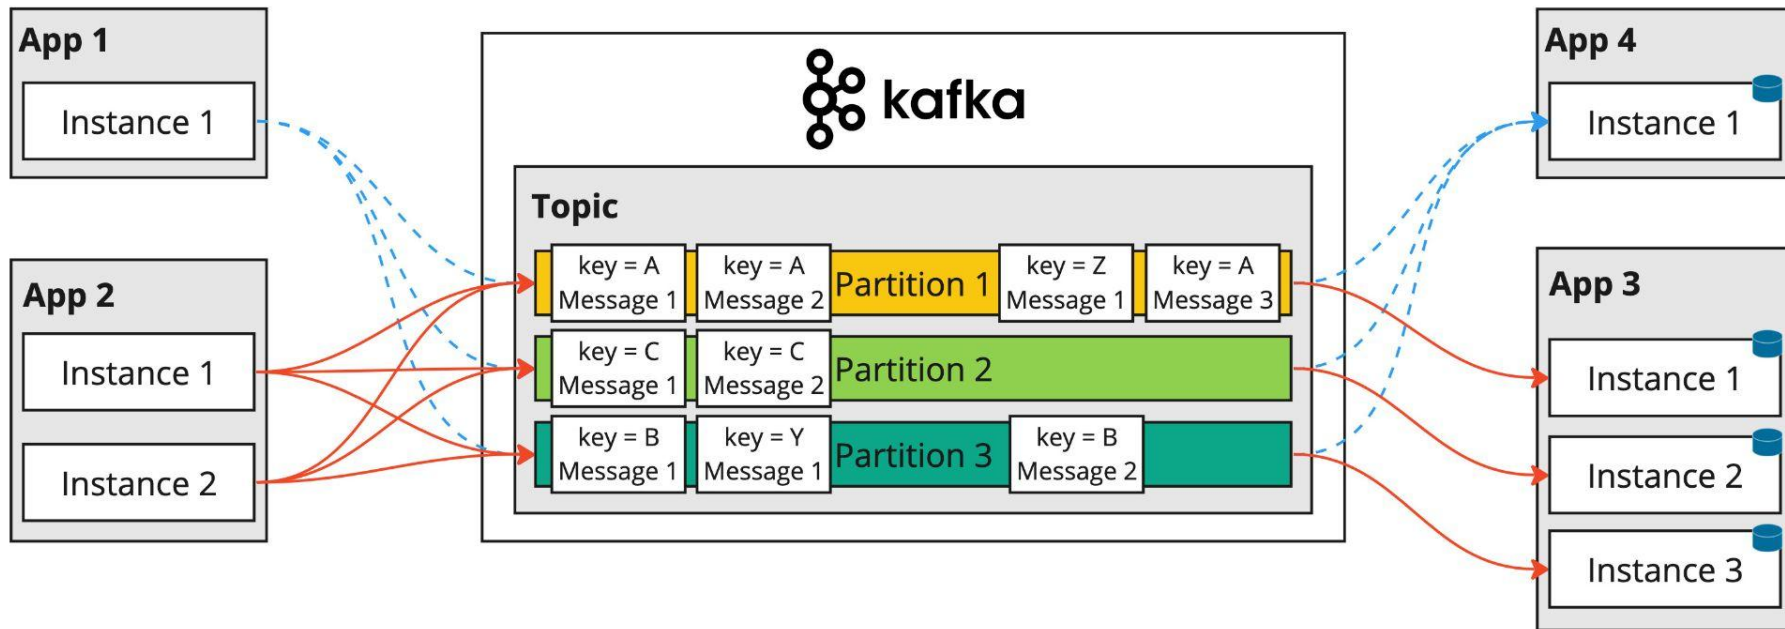 App 1
Instance 1
App 2
Instance 1
Instance 2
kafka
Topic
key = A
Message 1
key = A
Message 2
Partition 1
key = Z
Message 1
key = A
Message 3
key = C
Message 1
key = C
Message 2
Partition 2
key = B
Message 1
key = Y
Message 1
Partition 3
key = B
Message 2
App 4
Instance 1
App 3
Instance 1
Instance 2
Instance 3